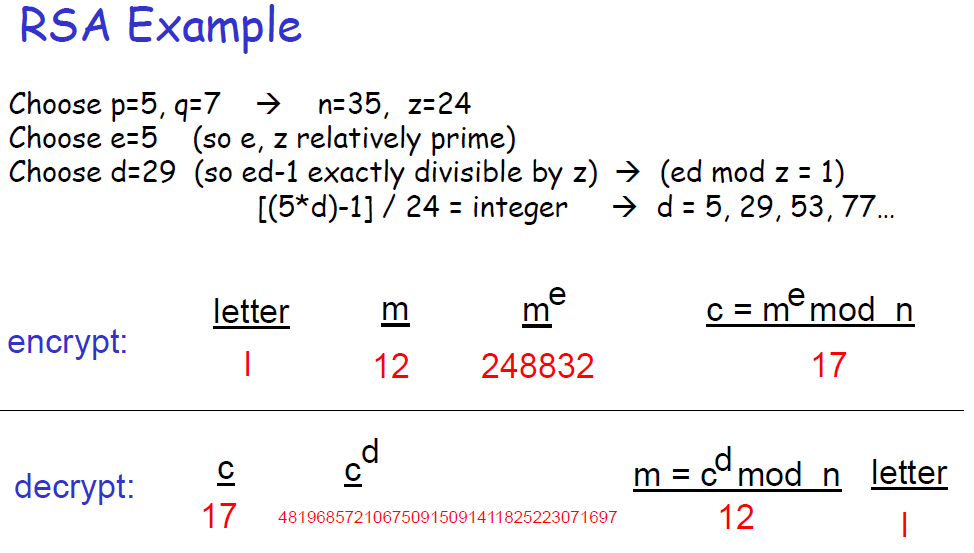 RSA Example
Choose p=5, q=7 → n=35, z=24
Choose e=5 (so e, z relatively prime)
Choose d=29 (so ed-1 exactly divisible by z) → (ed mod z = 1)
[(5*d)-1] / 24 = integer → d = 5, 29, 53, 77...
encrypt:
letter m m^e c = m^e mod n
l 12 248832 17
decrypt:
c c^d m = c^d mod n letter
17 481968572106750915091411825223071697 12 l